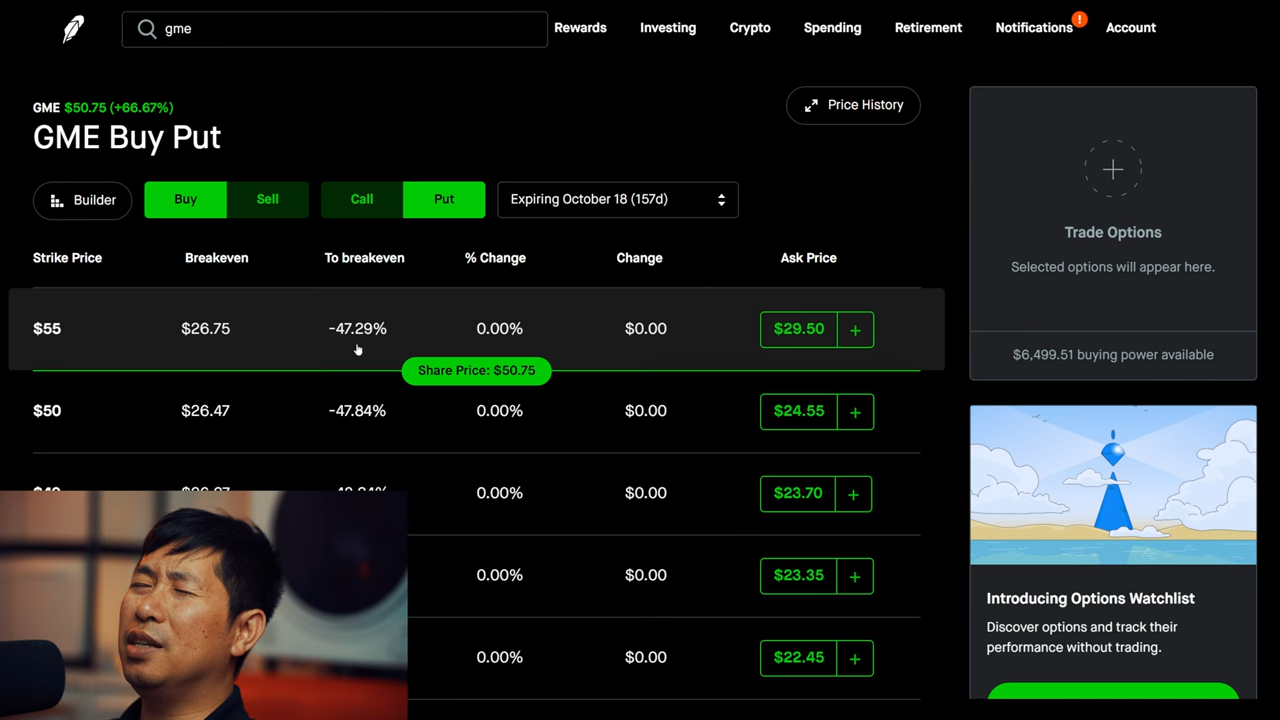 gme
Rewards
Investing
Crypto
Spending
Retirement
Notifications
!
Account
GME $50.75 (+66.67%)
GME Buy Put
Price History
Builder
Buy
Sell
Call
Put
Expiring October 18 (157d)
Strike Price
Breakeven
To breakeven
% Change
Change
Ask Price
$55
$26.75
-47.29%
0.00%
$0.00
$29.50
+
Share Price: $50.75
$50
$26.47
-47.84%
0.00%
$0.00
$24.55
+
0.00%
$0.00
$23.70
+
0.00%
$0.00
$23.35
+
0.00%
$0.00
$22.45
+
Trade Options
Selected options will appear here.
$6,499.51 buying power available
Introducing Options Watchlist
Discover options and track their
performance without trading.